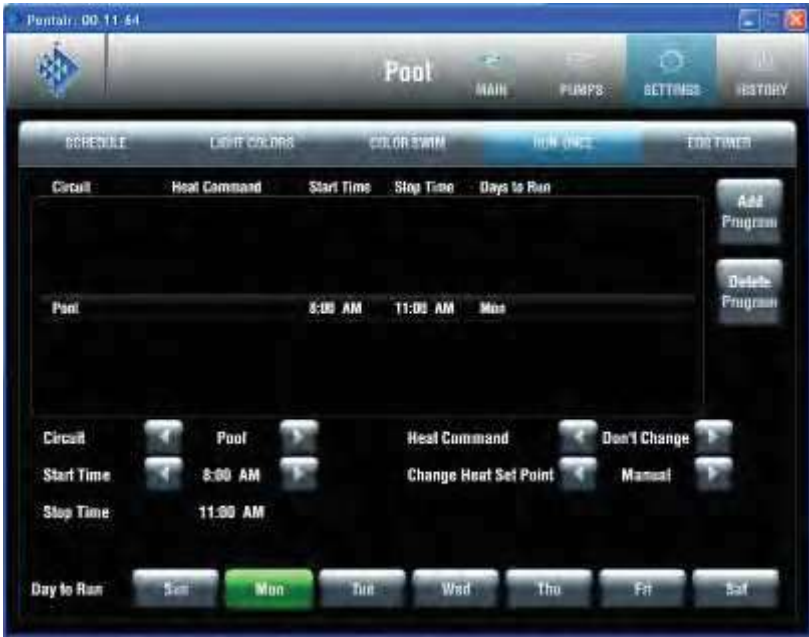 Pentair: 00-11-64
Pool
MAIN
PUMPS
SETTINGS
HISTORY
SCHEDULE
LIGHT COLORS
COLOR SWIM
RUN ONCE
EGG TIMER
Circuit Heat Command Start Time Stop Time Days to Run
Add
Program
Delete
Program
Pool 8:00 AM 11:00 AM Mon
Circuit Pool Heat Command Don't Change
Start Time 8:00 AM Change Heat Set Point Manual
Stop Time 11:00 AM
Day to Run Sun Mon Tue Wed Thu Fri Sat